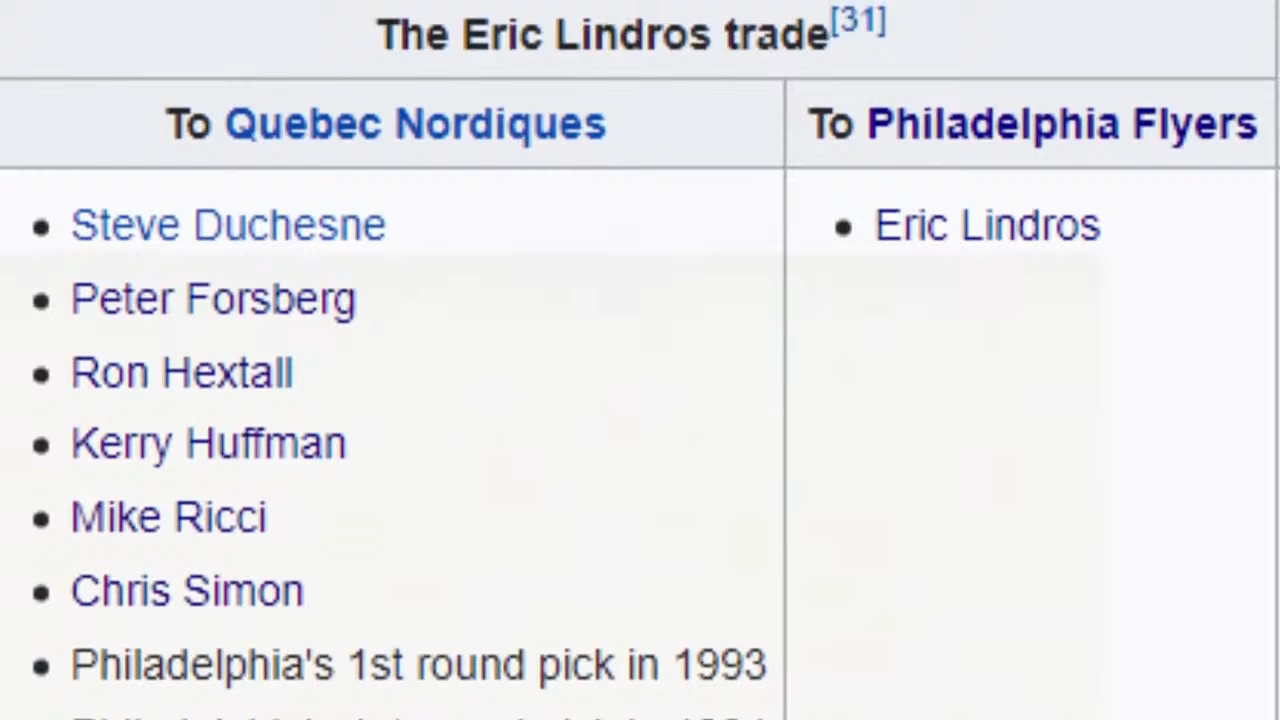 The Eric Lindros trade[31]
To Quebec Nordiques To Philadelphia Flyers
• Steve Duchesne • Eric Lindros
• Peter Forsberg
• Ron Hextall
• Kerry Huffman
• Mike Ricci
• Chris Simon
• Philadelphia's 1st round pick in 1993